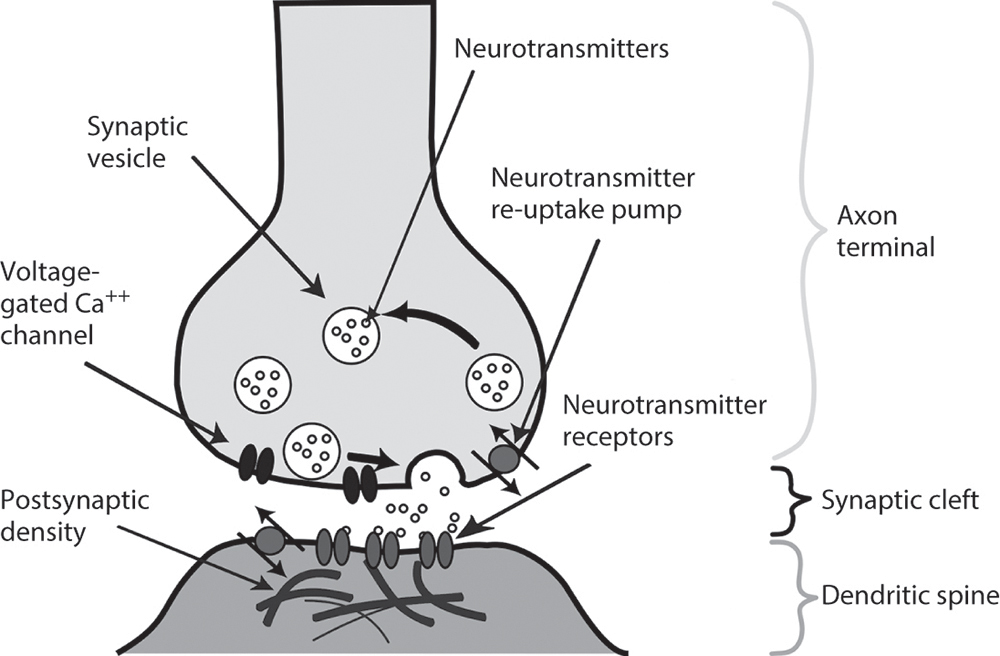 Neurotransmitters
Synaptic
vesicle
Neurotransmitter
re-uptake pump
Axon
terminal
Voltage-
gated Ca⁺⁺
channel
Neurotransmitter
receptors
Postsynaptic
density
Synaptic cleft
Dendritic spine